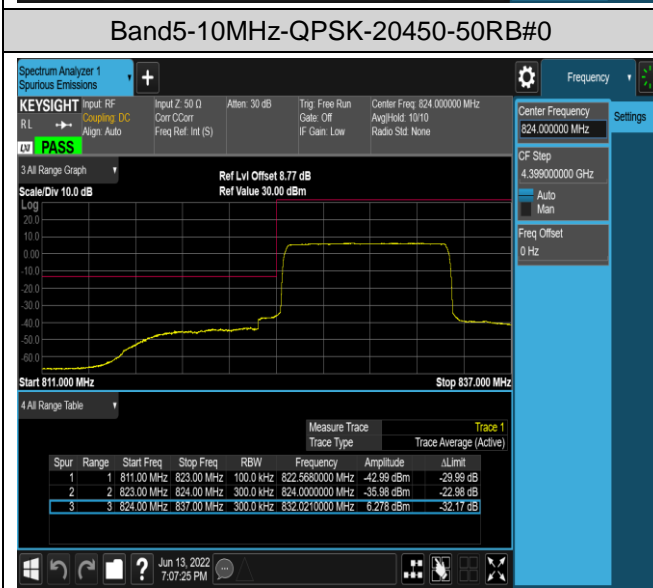 Band5-10MHz-QPSK-20450-50RB#0
Spectrum Analyzer 1
Spurious Emissions
+
Frequency
KEYSIGHT
RL
Input: RF
Coupling: DC
Align: Auto
Input Z: 50 Ω
Corr CCorr
Freq Ref: Int (S)
Atten: 30 dB
Trig: Free Run
Gate: Off
IF Gain: Low
Center Freq: 824.000000 MHz
Avg|Hold: 10/10
Radio Std: None
LXI PASS
Center Frequency
824.000000 MHz
Settings
CF Step
4.399000000 GHz
Auto
Man
Freq Offset
0 Hz
3 All Range Graph
Scale/Div 10.0 dB
Ref Lvl Offset 8.77 dB
Ref Value 30.00 dBm
Log
20.0
10.0
0.00
-10.0
-20.0
-30.0
-40.0
-50.0
-60.0
Start 811.000 MHz Stop 837.000 MHz
4 All Range Table
Measure Trace Trace 1
Trace Type Trace Average (Active)
Spur Range Start Freq Stop Freq RBW Frequency Amplitude ΔLimit
1 1 811.00 MHz 823.00 MHz 100.0 kHz 822.5680000 MHz -42.99 dBm -29.99 dB
2 2 823.00 MHz 824.00 MHz 300.0 kHz 824.0000000 MHz -35.98 dBm -22.98 dB
3 3 824.00 MHz 837.00 MHz 300.0 kHz 832.0210000 MHz 6.278 dBm -32.17 dB
?
Jun 13, 2022
7:07:25 PM